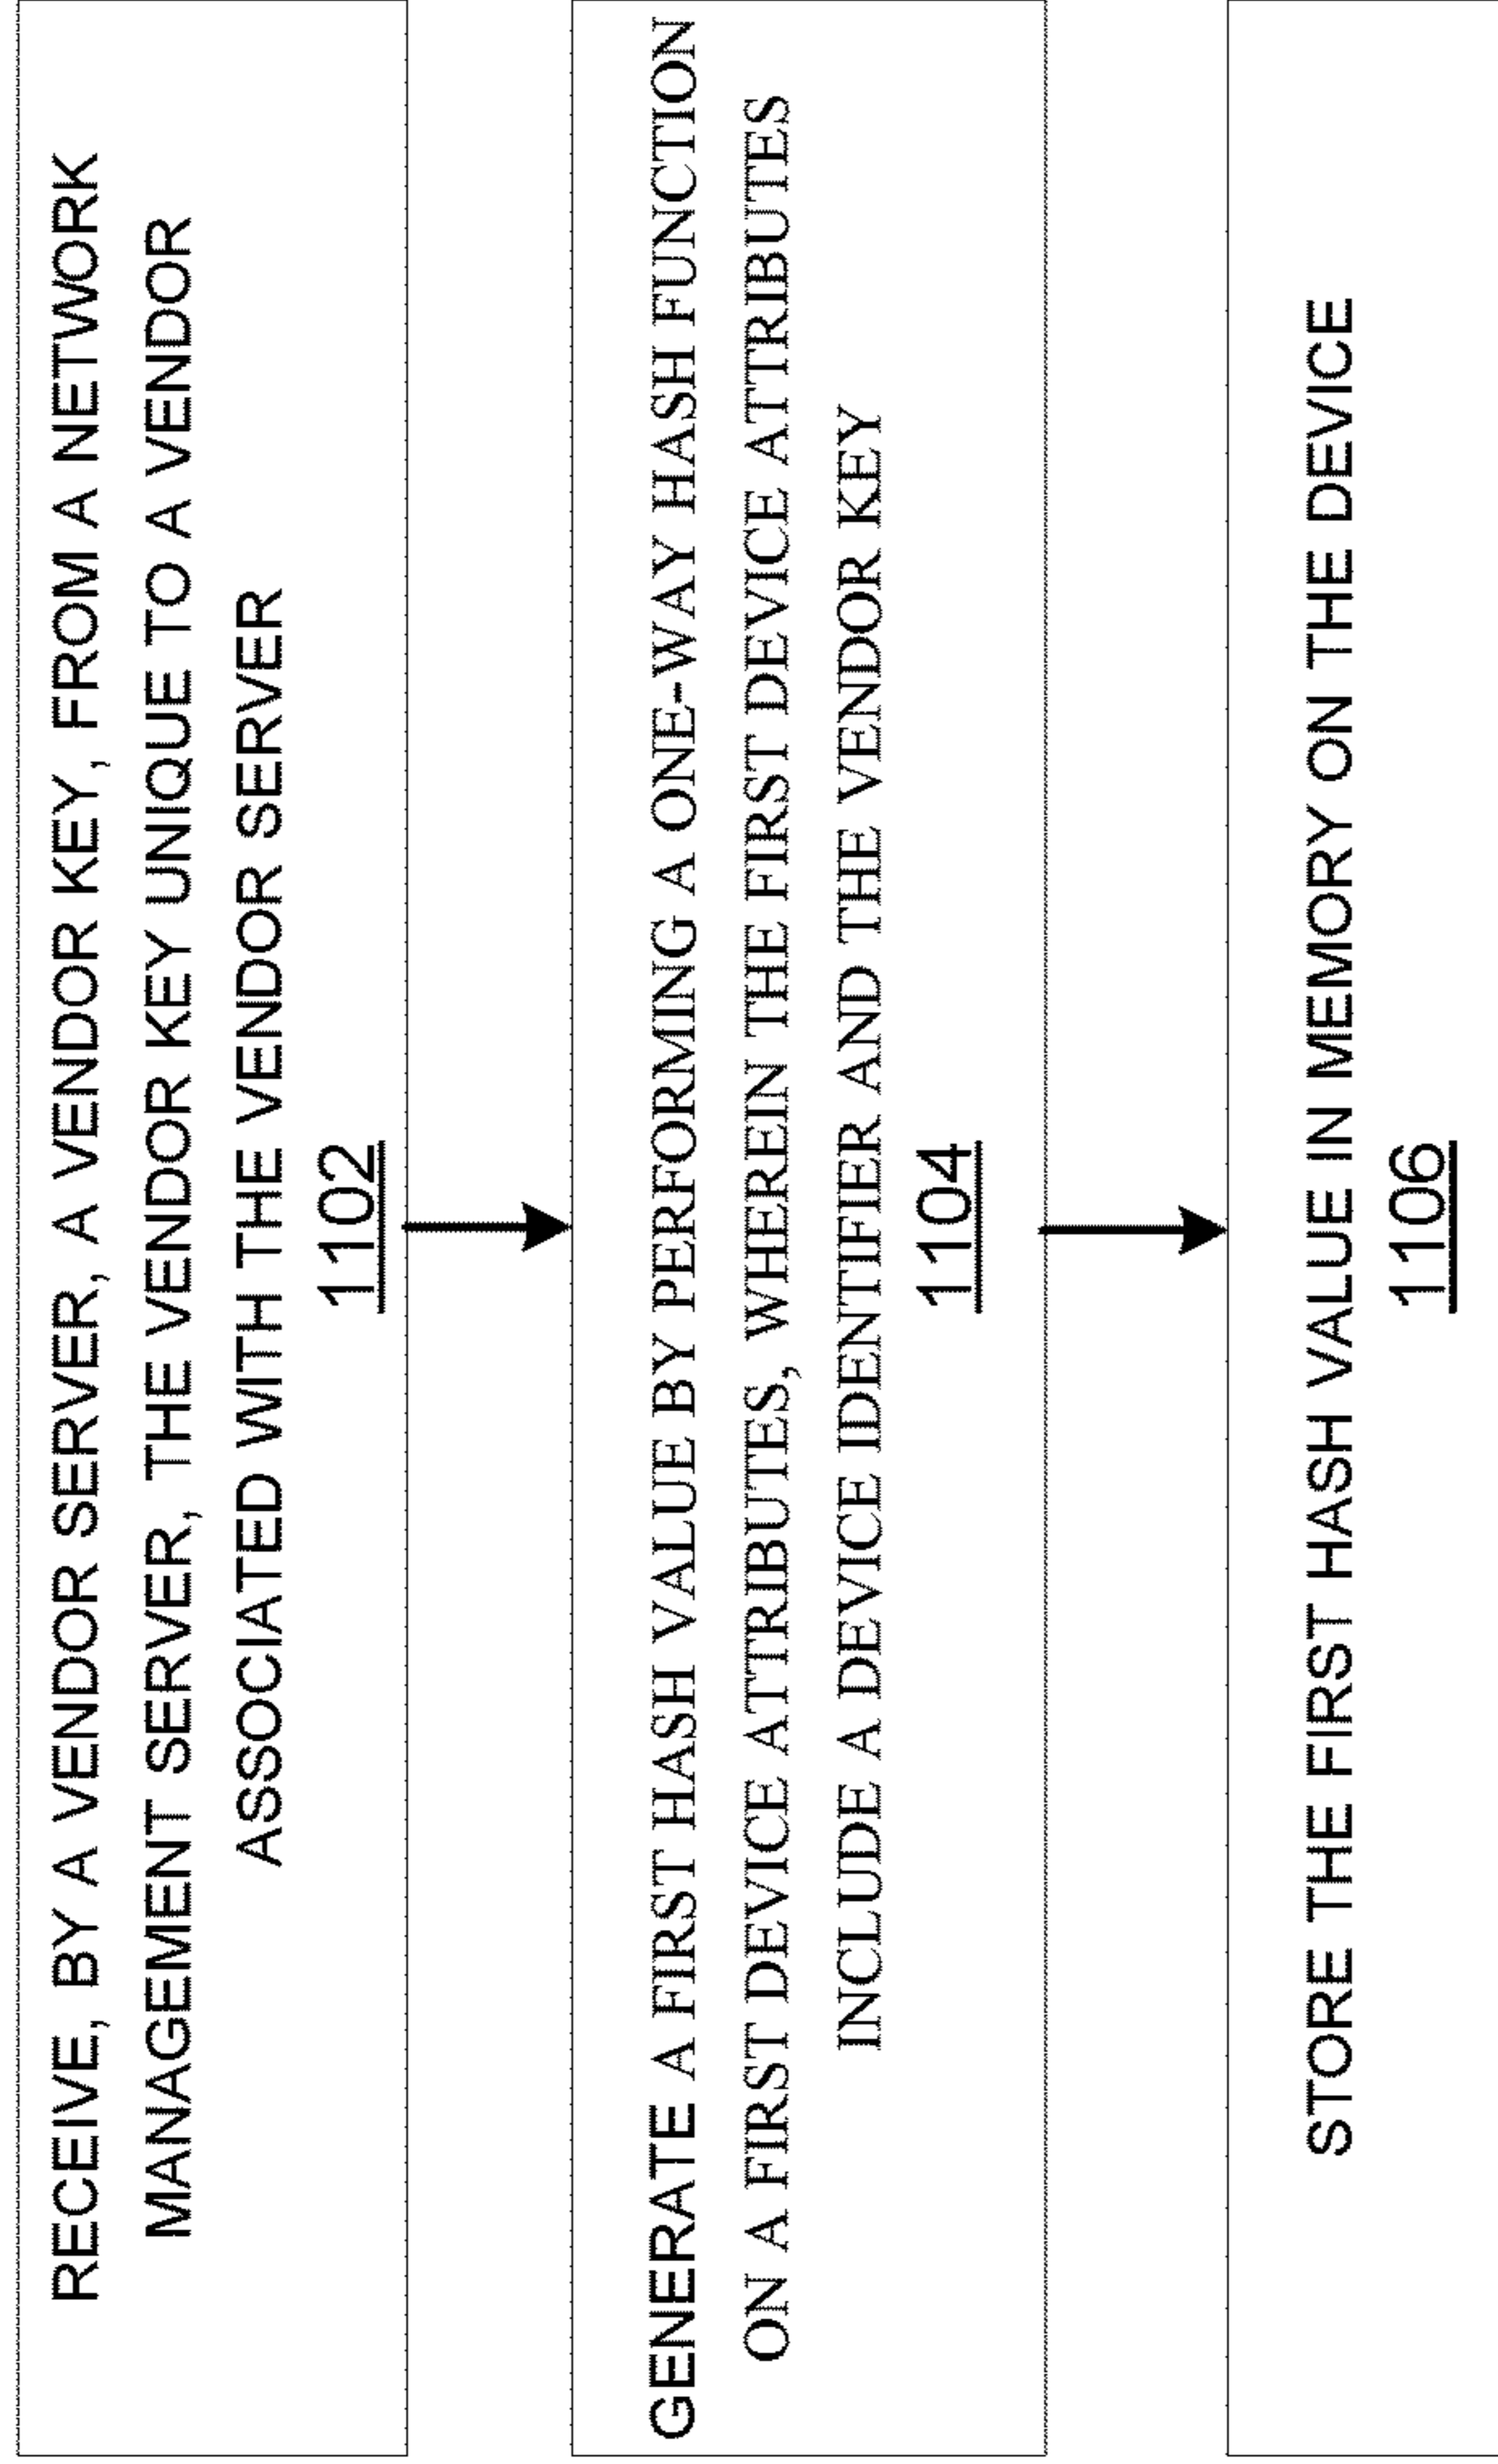 RECEIVE, BY A VENDOR SERVER, A VENDOR KEY, FROM A NETWORK
MANAGEMENT SERVER, THE VENDOR KEY UNIQUE TO A VENDOR
ASSOCIATED WITH THE VENDOR SERVER
1102
GENERATE A FIRST HASH VALUE BY PERFORMING A ONE-WAY HASH FUNCTION
ON A FIRST DEVICE ATTRIBUTES, WHEREIN THE FIRST DEVICE ATTRIBUTES
INCLUDE A DEVICE IDENTIFIER AND THE VENDOR KEY
1104
STORE THE FIRST HASH VALUE IN MEMORY ON THE DEVICE
1106